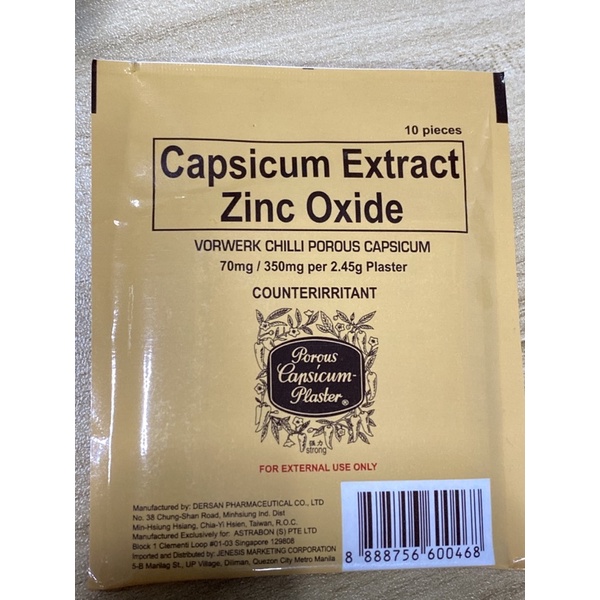 10 pieces
Capsicum Extract
Zinc Oxide
VORWERK CHILLI POROUS CAPSICUM
70mg / 350mg per 2.45g Plaster
COUNTERIRRITANT
Porous
Capsicum-
Plaster®
強力
strong
FOR EXTERNAL USE ONLY
Manufactured by: DERSAN PHARMACEUTICAL CO., LTD
No. 38 Chung-Shan Road, Minhsiung Ind. Dist
Min-Hsiung Hsiang, Chia-Yi Hsien, Taiwan, R.O.C.
Manufactured Exclusively for: ASTRABON (S) PTE LTD
Block 1 Clementi Loop #01-03 Singapore 129808
Imported and Distributed by: JENESIS MARKETING CORPORATION
5-B Marilag St., UP Village, Diliman, Quezon City Metro Manila
8 888756 600468